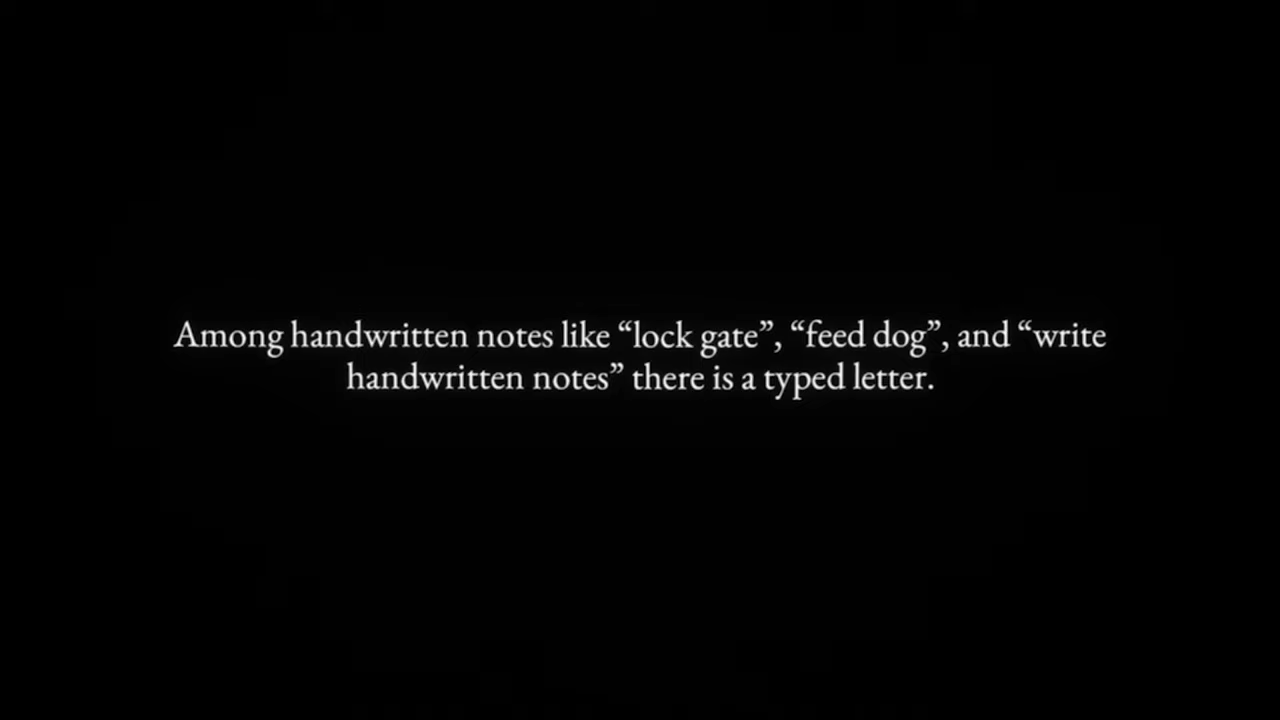 Among handwritten notes like “lock gate”, “feed dog”, and “write
handwritten notes” there is a typed letter.